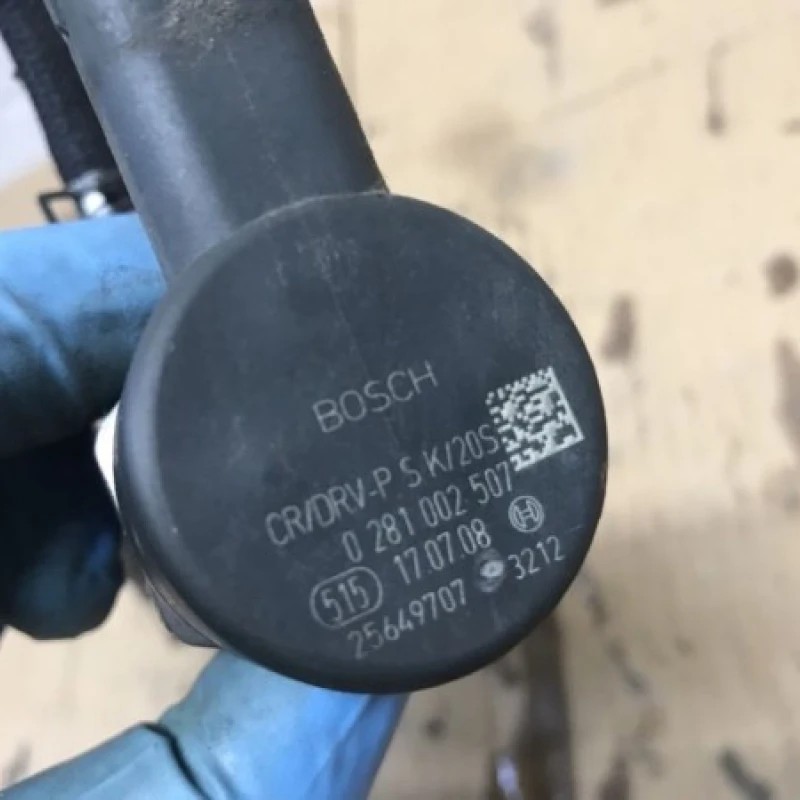 BOSCH
CR/DRV-P S K/20S
0 281 002 507
515 17.07.08 H
25649707 3212